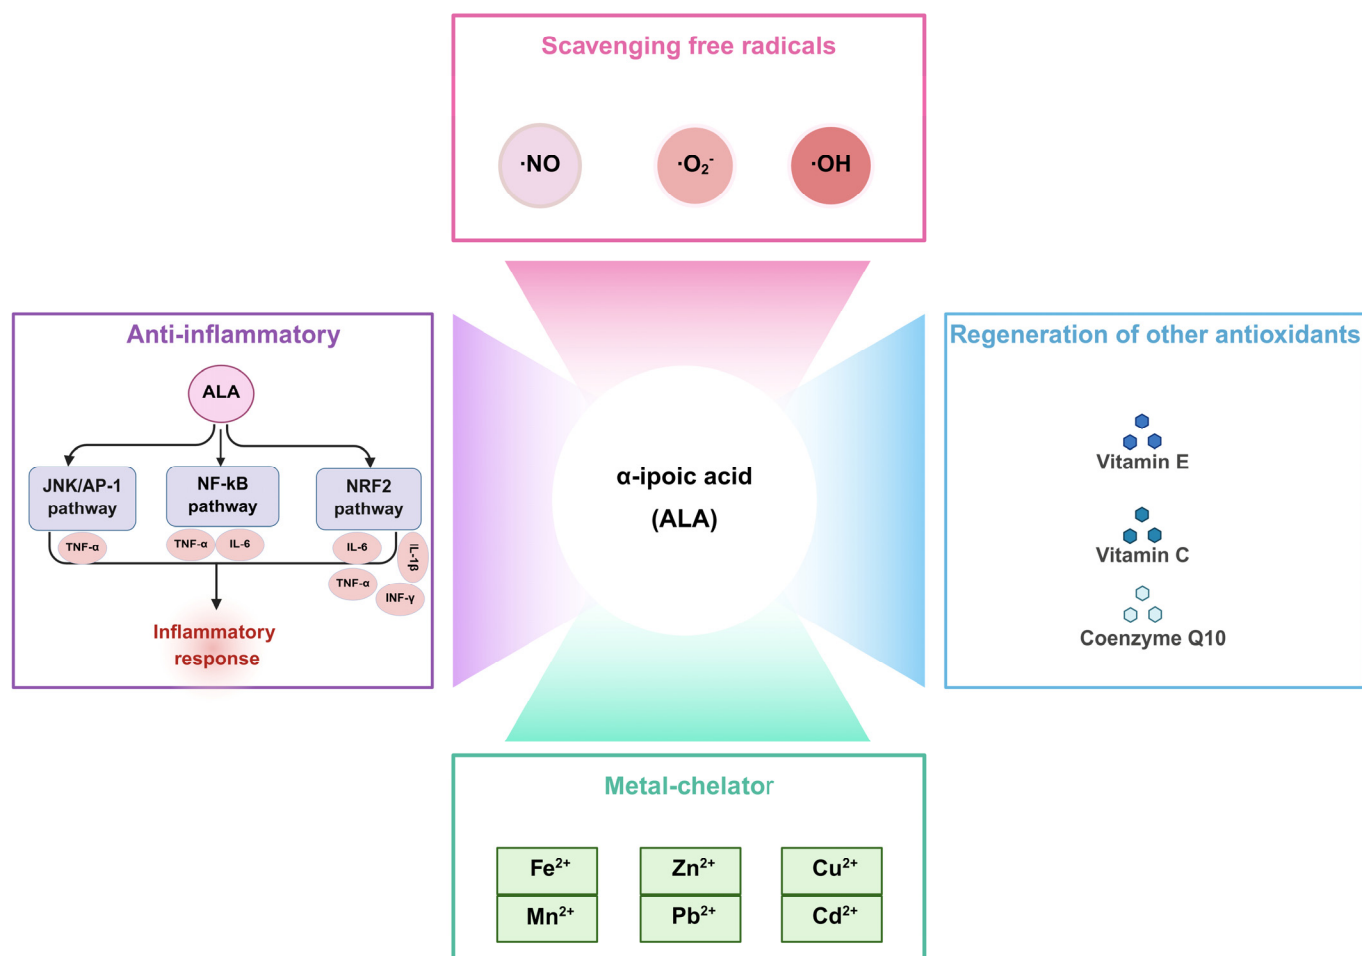 Scavenging free radicals
·NO
·O₂⁻
·OH
Anti-inflammatory
ALA
JNK/AP-1
pathway
NF-kB
pathway
NRF2
pathway
TNF-α
TNF-α
IL-6
IL-6
IL-1β
TNF-α
INF-γ
Inflammatory
response
α-ipoic acid
(ALA)
Regeneration of other antioxidants
Vitamin E
Vitamin C
Coenzyme Q10
Metal-chelator
Fe²⁺
Zn²⁺
Cu²⁺
Mn²⁺
Pb²⁺
Cd²⁺